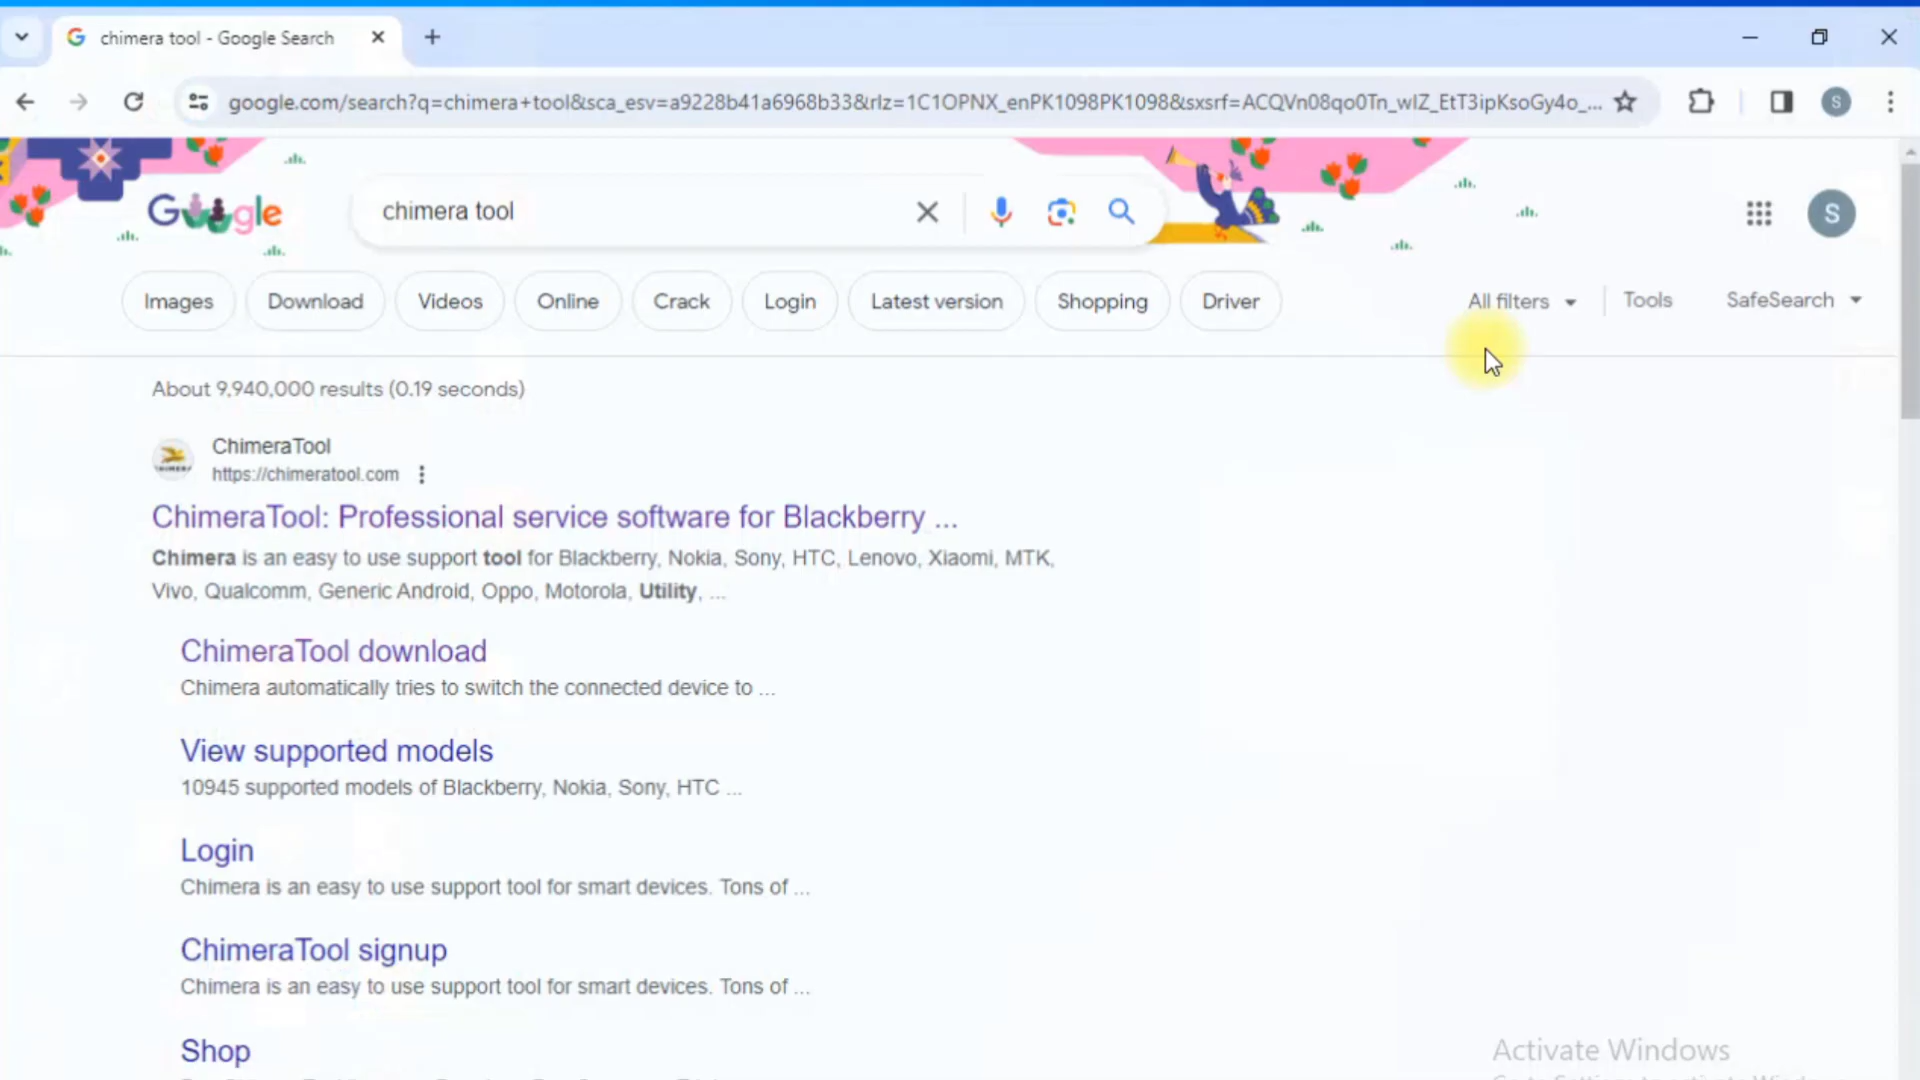 chimera tool - Google Search
google.com/search?q=chimera+tool&sca_esv=a9228b41a6968b33&rlz=1C1OPNX_enPK1098PK1098&sxsrf=ACQVn08qo0Tn_wIZ_EtT3ipKsoGy4o_...
S
Google
chimera tool
S
Images
Download
Videos
Online
Crack
Login
Latest version
Shopping
Driver
All filters
Tools
SafeSearch
About 9,940,000 results (0.19 seconds)
CHIMERA
ChimeraTool
https://chimeratool.com
ChimeraTool: Professional service software for Blackberry ...
Chimera is an easy to use support tool for Blackberry, Nokia, Sony, HTC, Lenovo, Xiaomi, MTK,
Vivo, Qualcomm, Generic Android, Oppo, Motorola, Utility, ...
ChimeraTool download
Chimera automatically tries to switch the connected device to ...
View supported models
10945 supported models of Blackberry, Nokia, Sony, HTC ...
Login
Chimera is an easy to use support tool for smart devices. Tons of ...
ChimeraTool signup
Chimera is an easy to use support tool for smart devices. Tons of ...
Shop
Activate Windows